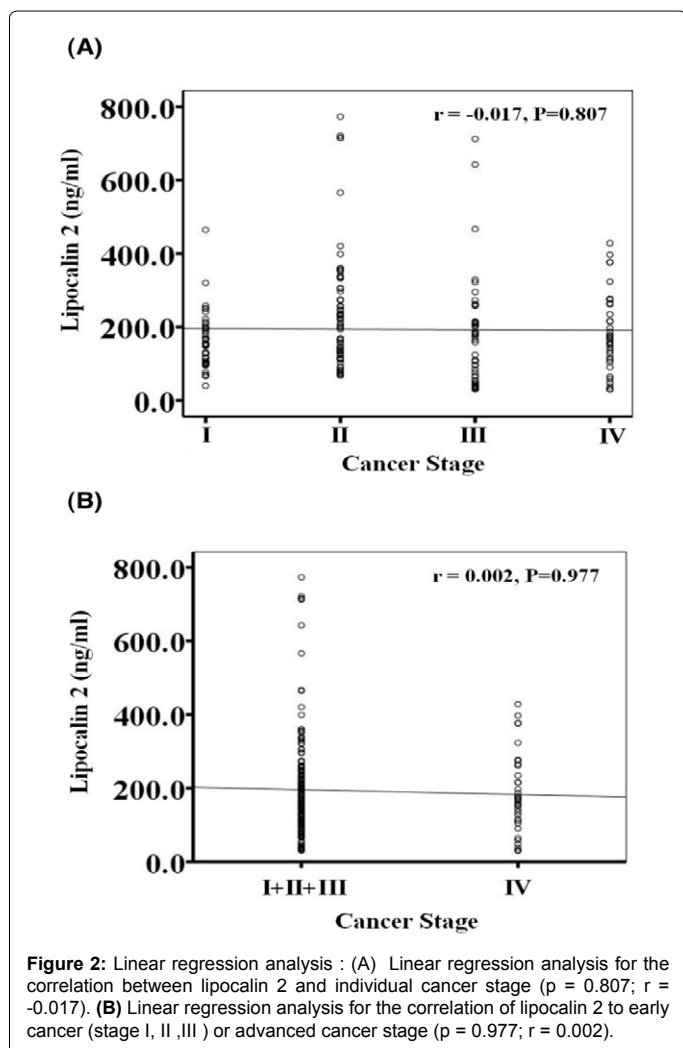 (A)
800.0
600.0
400.0
200.0
0.0
Lipocalin 2 (ng/ml)
r = -0.017, P=0.807
I II III IV
Cancer Stage
(B)
800.0
600.0
400.0
200.0
0.0
Lipocalin 2 (ng/ml)
r = 0.002, P=0.977
I+II+III IV
Cancer Stage
Figure 2: Linear regression analysis : (A) Linear regression analysis for the
correlation between lipocalin 2 and individual cancer stage (p = 0.807; r =
-0.017). (B) Linear regression analysis for the correlation of lipocalin 2 to early
cancer (stage I, II ,III ) or advanced cancer stage (p = 0.977; r = 0.002).